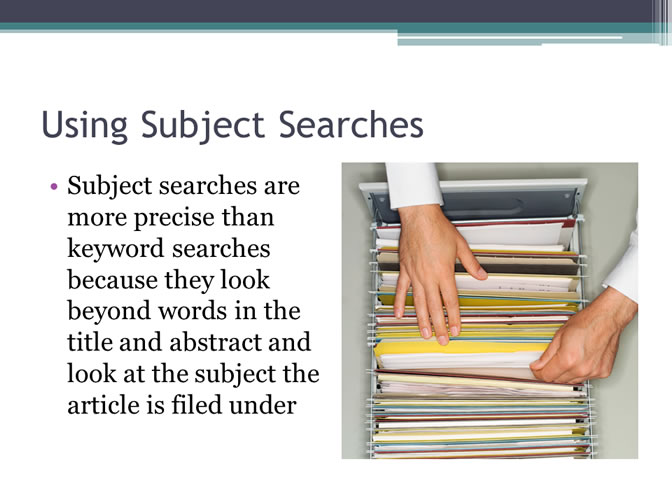 Using Subject Searches
• Subject searches are
more precise than
keyword searches
because they look
beyond words in the
title and abstract and
look at the subject the
article is filed under